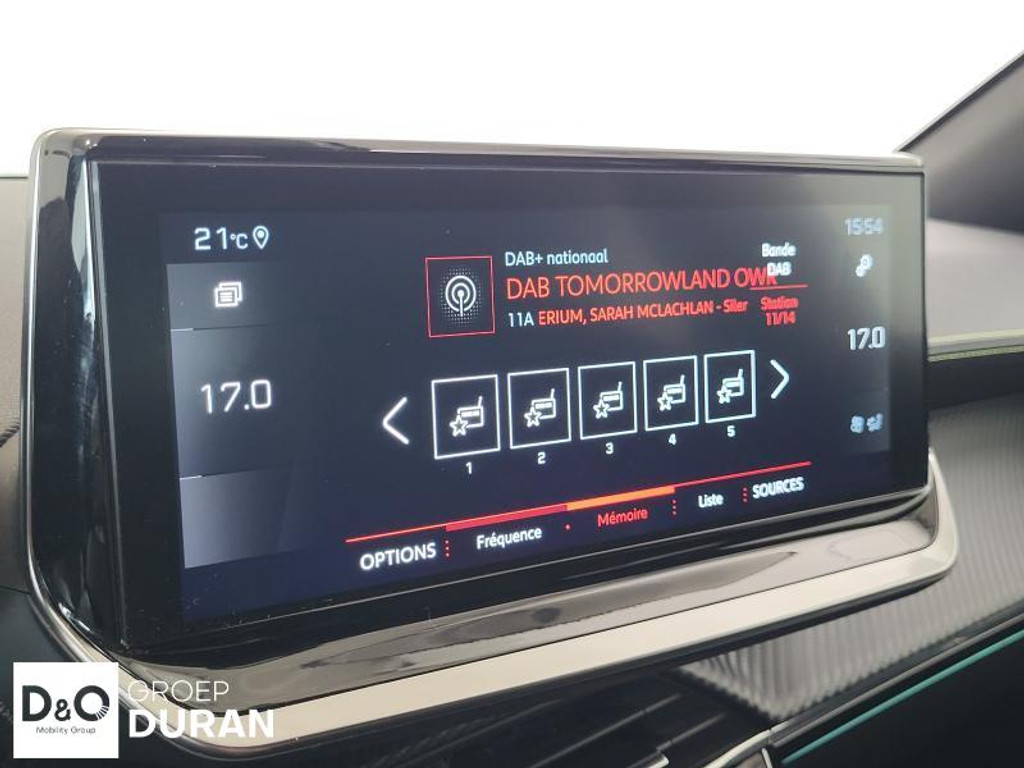 21°C
15:54
DAB+ nationaal
Bande
DAB
DAB TOMORROWLAND OWR
11A ERIUM, SARAH MCLACHLAN - Siler
Station
11/14
17.0
17.0
1
2
3
4
5
OPTIONS
Fréquence
Mémoire
Liste
SOURCES
D&O
Mobility Group
GROEP
DURAN